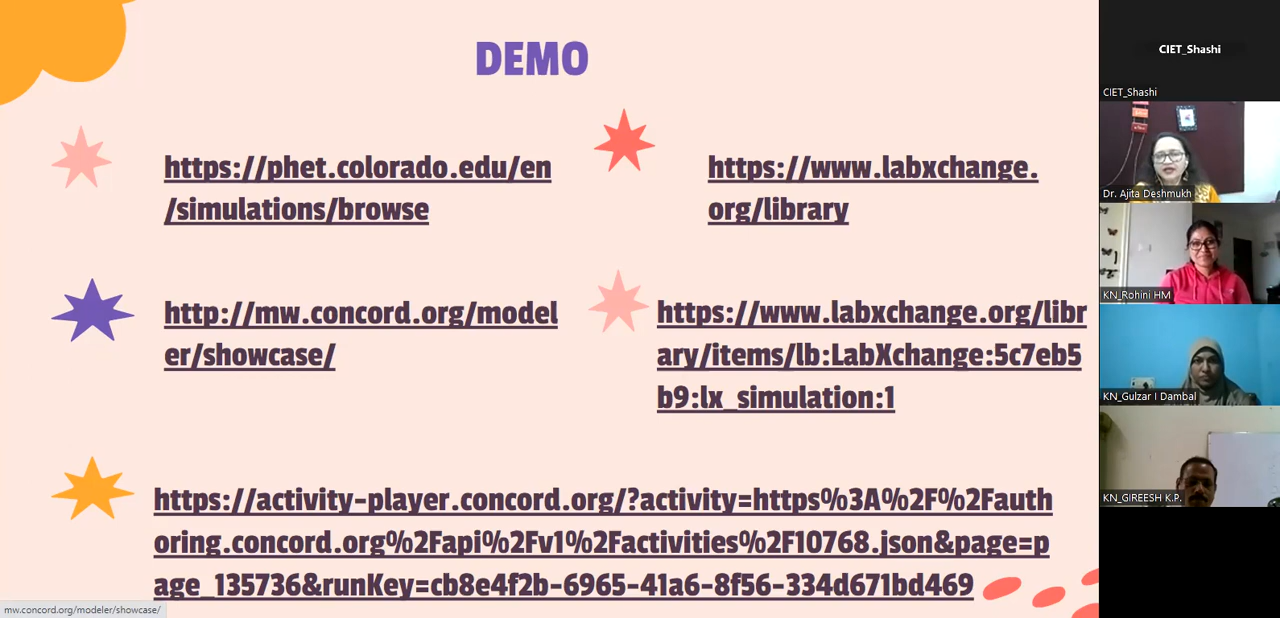 DEMO
https://phet.colorado.edu/en
/simulations/browse
https://www.labxchange.
org/library
http://mw.concord.org/model
er/showcase/
https://www.labxchange.org/libr
ary/items/lb:LabXchange:5c7eb5
b9:lx_simulation:1
https://activity-player.concord.org/?activity=https%3A%2F%2Fauth
oring.concord.org%2Fapi%2Fv1%2Factivities%2F10768.json&page=p
age_135736&runKey=cb8e4f2b-6965-41a6-8f56-334d671bd469
mw.concord.org/modeler/showcase/
CIET_Shashi
CIET_Shashi
Dr. Ajita Deshmukh
KN_Rohini HM
KN_Gulzar I Dambal
KN_GIREESH K.P.